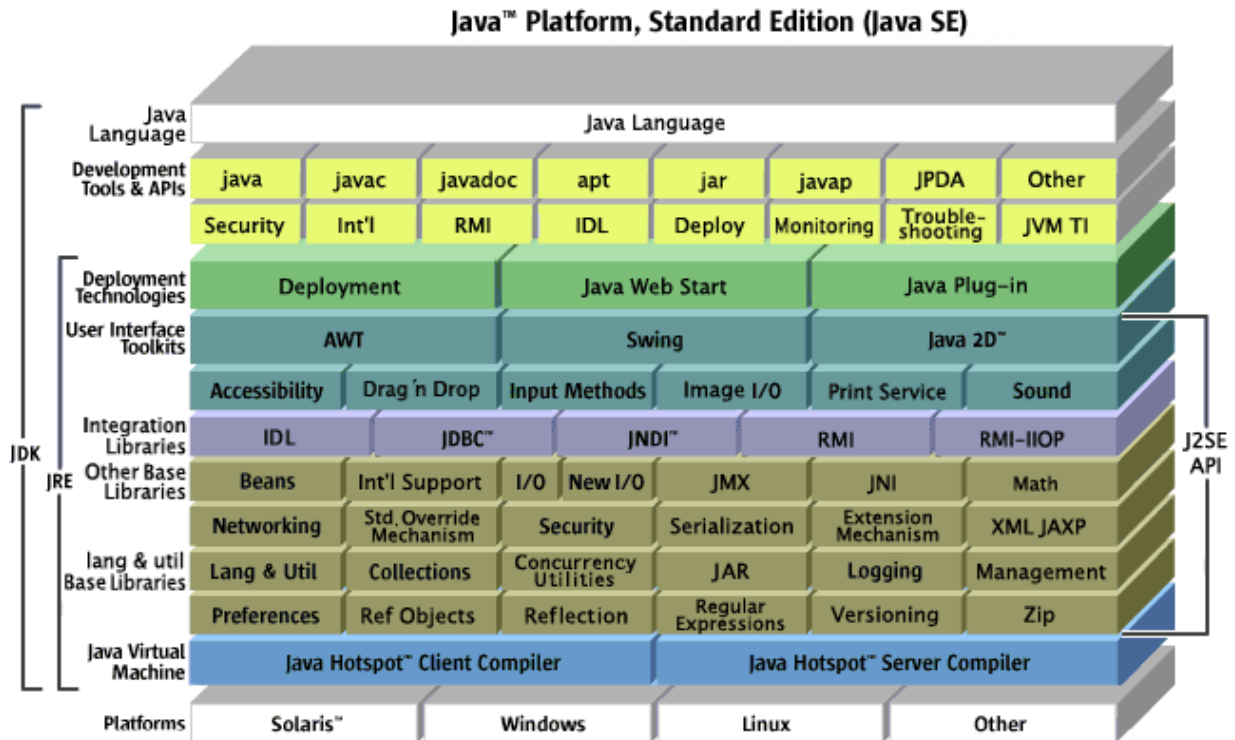 Java™ Platform, Standard Edition (Java SE)
Java
Language
Java Language
Development
Tools & APIs
java javac javadoc apt jar javap JPDA Other
Security Int'l RMI IDL Deploy Monitoring Trouble-
shooting JVM TI
Deployment
Technologies
Deployment Java Web Start Java Plug-in
User Interface
Toolkits
AWT Swing Java 2D™
Accessibility Drag 'n Drop Input Methods Image I/O Print Service Sound
Integration
Libraries
IDL JDBC™ JNDI™ RMI RMI-IIOP
JDK
JRE
J2SE
API
Other Base
Libraries
Beans Int'l Support I/O New I/O JMX JNI Math
Networking Std. Override
Mechanism Security Serialization Extension
Mechanism XML JAXP
lang & util
Base Libraries
Lang & Util Collections Concurrency
Utilities JAR Logging Management
Preferences Ref Objects Reflection Regular
Expressions Versioning Zip
Java Virtual
Machine
Java Hotspot™ Client Compiler Java Hotspot™ Server Compiler
Platforms
Solaris™ Windows Linux Other